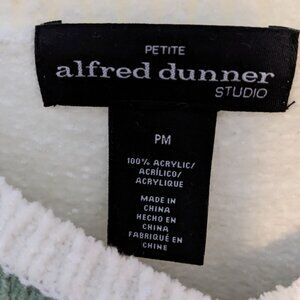 PETITE
alfred dunner
STUDIO
PM
100% ACRYLIC/
ACRÍLICO/
ACRYLIQUE
MADE IN
CHINA
HECHO EN
CHINA
FABRIQUÉ EN
CHINE